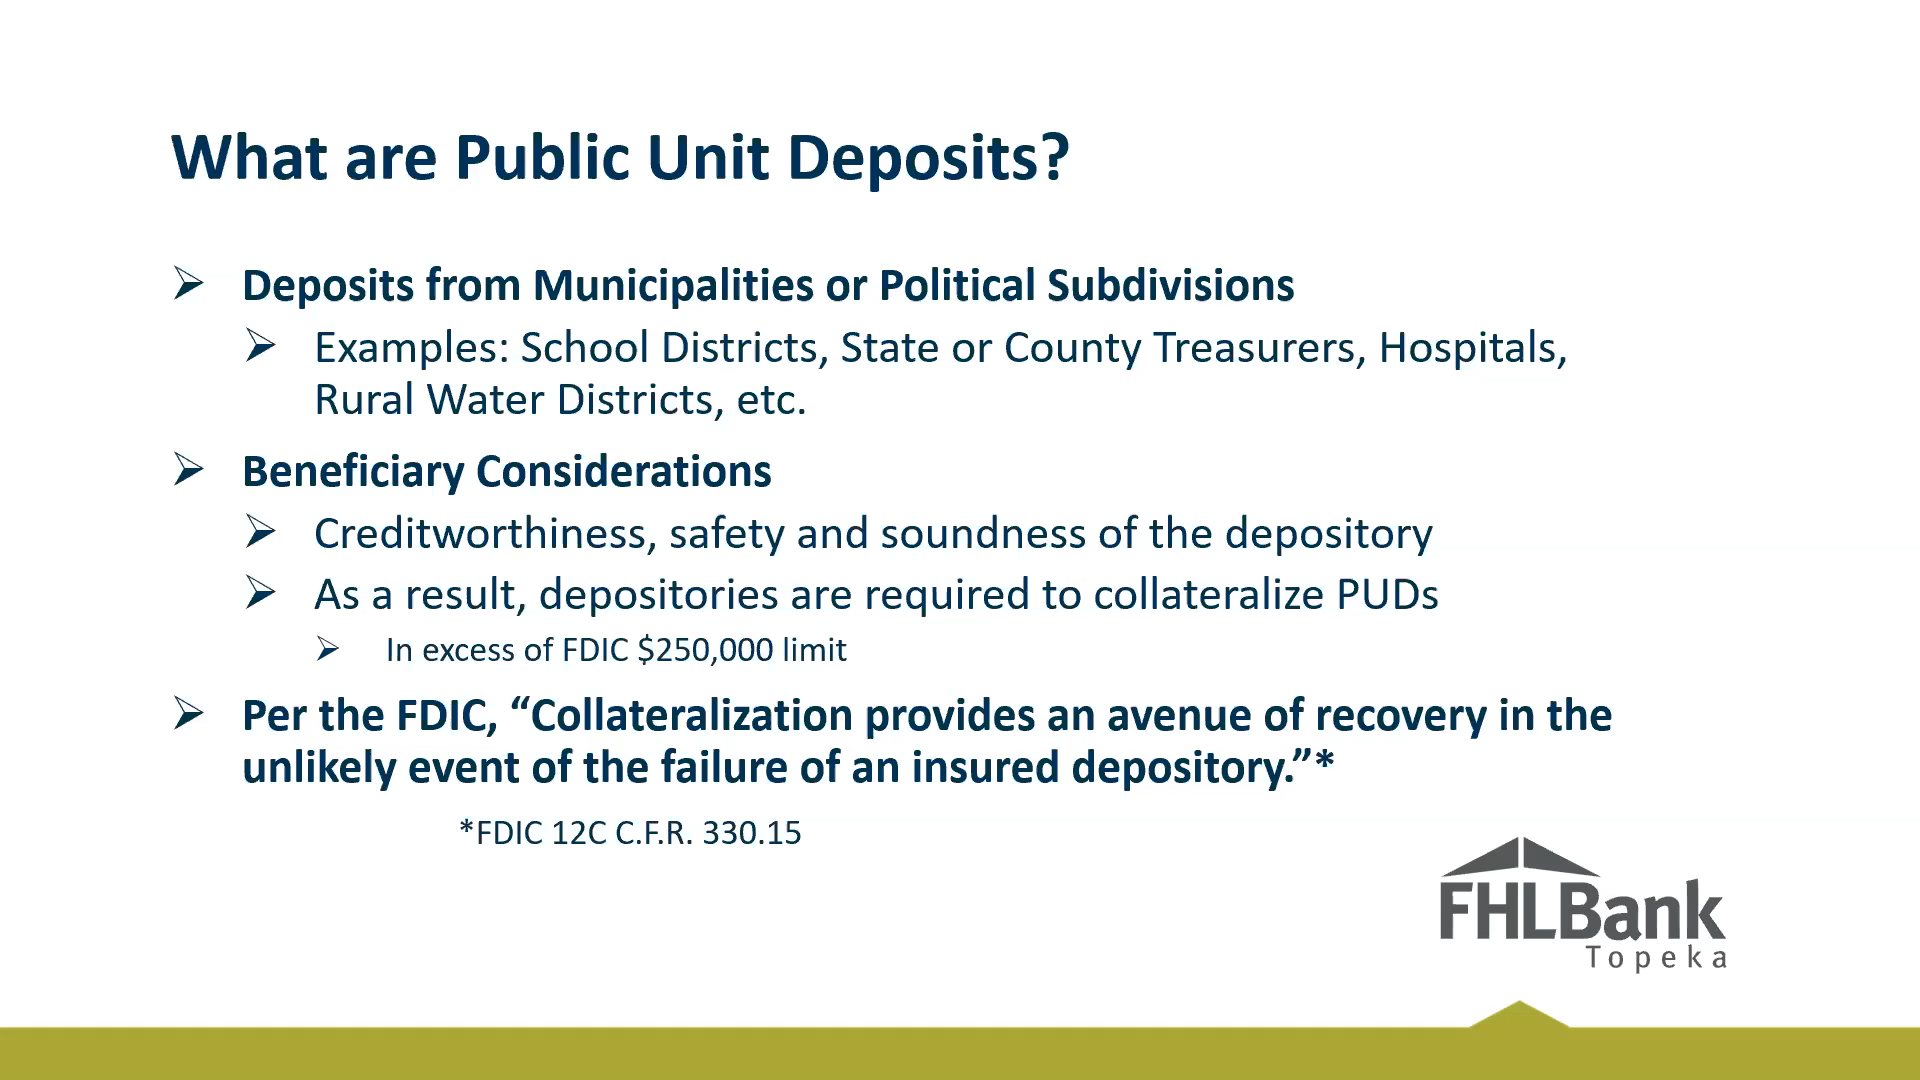 What are Public Unit Deposits?
Deposits from Municipalities or Political Subdivisions
Examples: School Districts, State or County Treasurers, Hospitals,
Rural Water Districts, etc.
Beneficiary Considerations
Creditworthiness, safety and soundness of the depository
As a result, depositories are required to collateralize PUDs
In excess of FDIC $250,000 limit
Per the FDIC, “Collateralization provides an avenue of recovery in the
unlikely event of the failure of an insured depository.”*
*FDIC 12C C.F.R. 330.15
FHLBank
Topeka